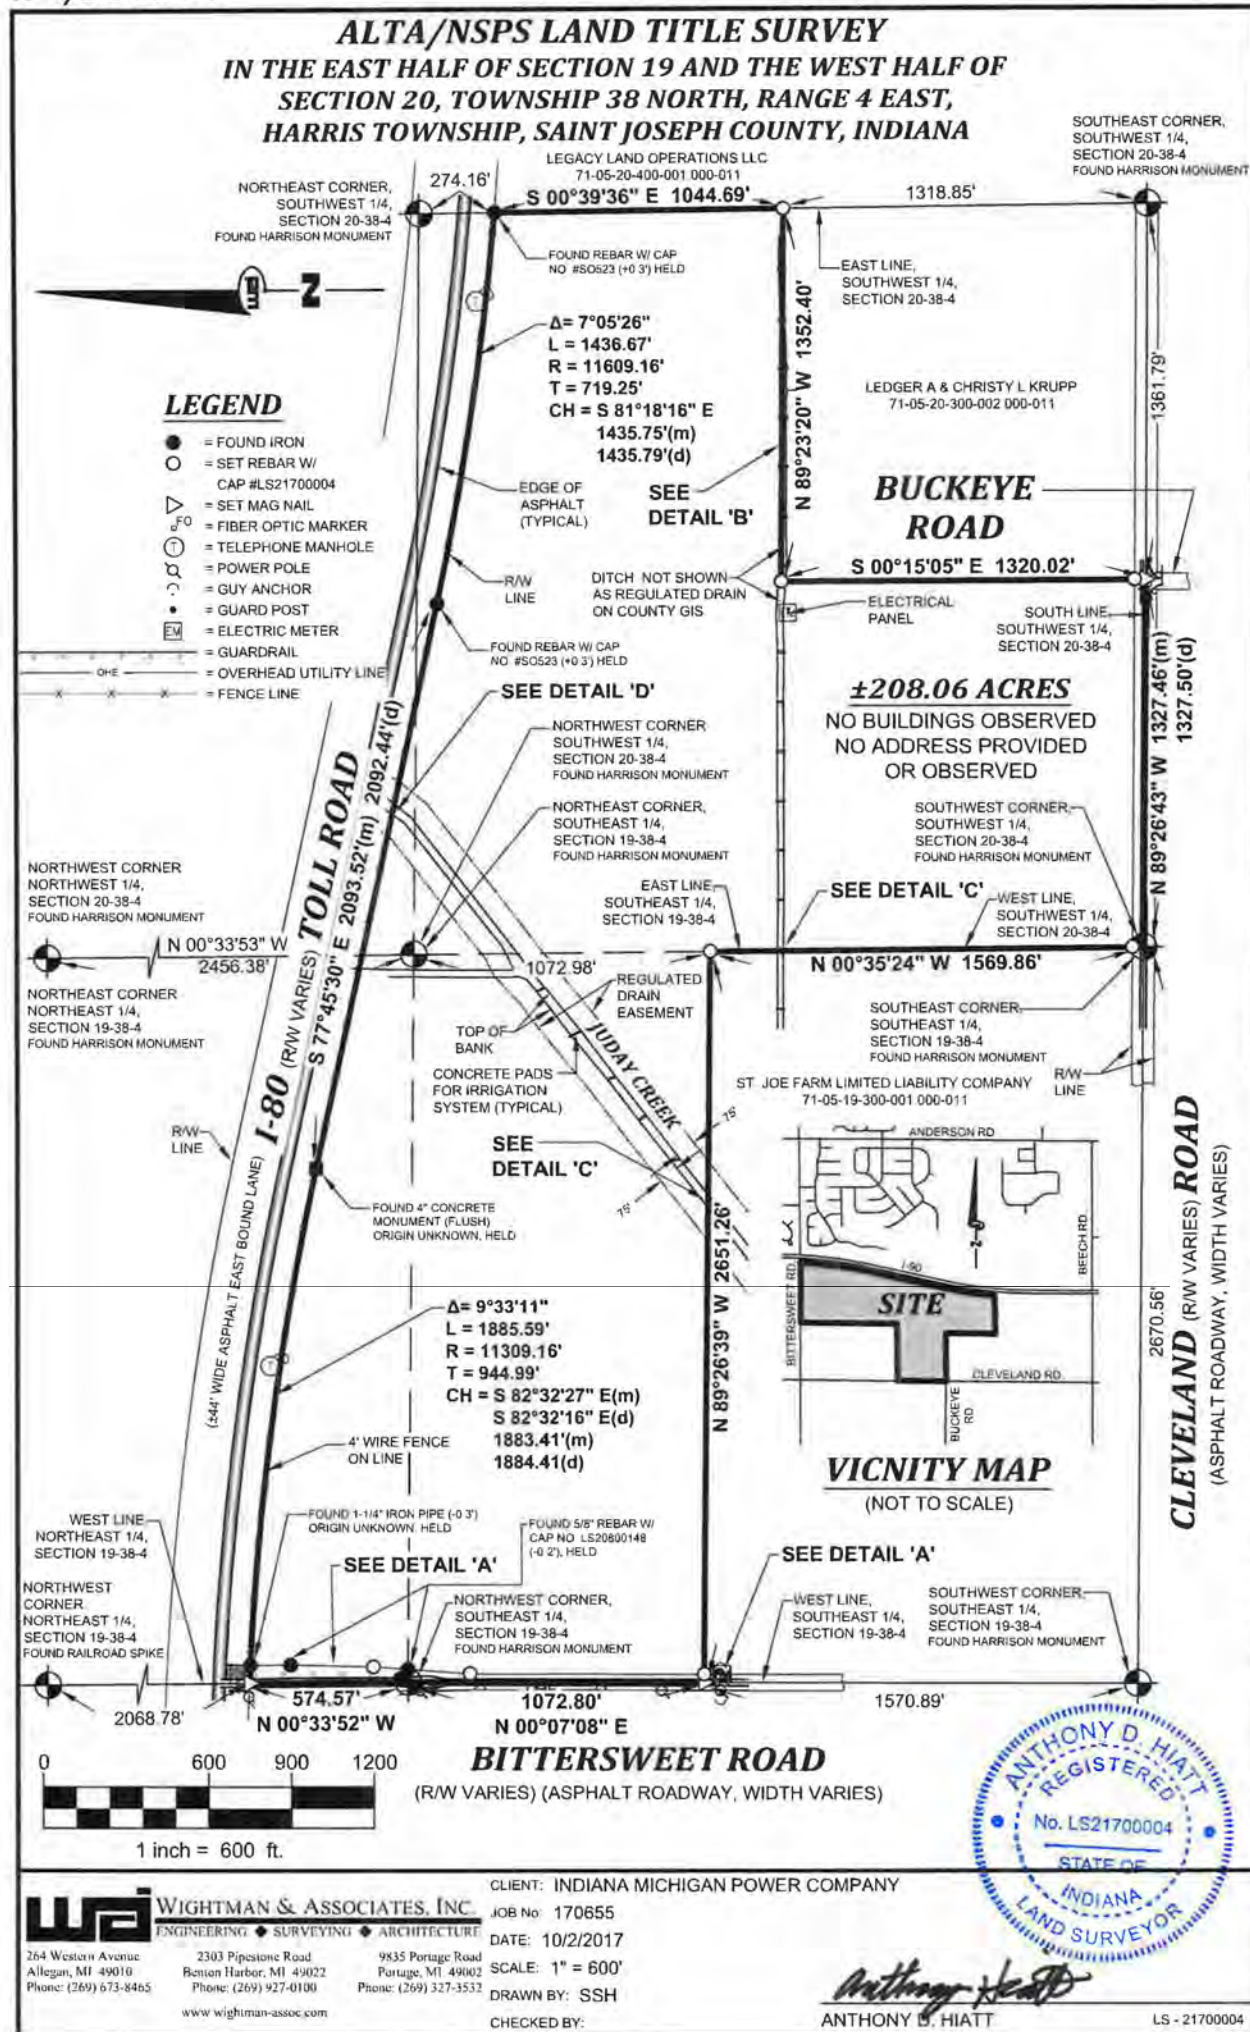 ALTA/NSPS LAND TITLE SURVEY
IN THE EAST HALF OF SECTION 19 AND THE WEST HALF OF
SECTION 20, TOWNSHIP 38 NORTH, RANGE 4 EAST,
HARRIS TOWNSHIP, SAINT JOSEPH COUNTY, INDIANA
SOUTHEAST CORNER,
SOUTHWEST 1/4,
SECTION 20-38-4
FOUND HARRISON MONUMENT
LEGACY LAND OPERATIONS LLC
71-05-20-400-001.000-011
S 00°39'36" E 1044.69'
274.16'
1318.85'
NORTHEAST CORNER,
SOUTHWEST 1/4,
SECTION 20-38-4
FOUND HARRISON MONUMENT
FOUND REBAR W/ CAP
NO #SO523 (+0 3') HELD
EAST LINE,
SOUTHWEST 1/4,
SECTION 20-38-4
N
Δ= 7°05'26"
L = 1436.67'
R = 11609.16'
T = 719.25'
CH = S 81°18'16" E
1435.75'(m)
1435.79'(d)
N 89°23'20" W 1352.40'
1361.79'
LEDGER A & CHRISTY L KRUPP
71-05-20-300-002 000-011
LEGEND
= FOUND IRON
= SET REBAR W/
CAP #LS21700004
= SET MAG NAIL
FO = FIBER OPTIC MARKER
T = TELEPHONE MANHOLE
= POWER POLE
= GUY ANCHOR
= GUARD POST
EM = ELECTRIC METER
= GUARDRAIL
OHE = OVERHEAD UTILITY LINE
X X X = FENCE LINE
EDGE OF
ASPHALT
(TYPICAL)
SEE
DETAIL 'B'
BUCKEYE
ROAD
S 00°15'05" E 1320.02'
R/W
LINE
DITCH NOT SHOWN
AS REGULATED DRAIN
ON COUNTY GIS
ELECTRICAL
PANEL
SOUTH LINE,
SOUTHWEST 1/4,
SECTION 20-38-4
FOUND REBAR W/ CAP
NO #SO523 (+0 3') HELD
SEE DETAIL 'D'
±208.06 ACRES
NO BUILDINGS OBSERVED
NO ADDRESS PROVIDED
OR OBSERVED
N 89°26'43" W 1327.46'(m)
1327.50'(d)
NORTHWEST CORNER
SOUTHWEST 1/4,
SECTION 20-38-4
FOUND HARRISON MONUMENT
NORTHEAST CORNER,
SOUTHEAST 1/4,
SECTION 19-38-4
FOUND HARRISON MONUMENT
SOUTHWEST CORNER,
SOUTHWEST 1/4,
SECTION 20-38-4
FOUND HARRISON MONUMENT
I-80 (R/W VARIES) TOLL ROAD
S 77°45'30" E 2093.52'(m) 2092.44'(d)
NORTHWEST CORNER
NORTHWEST 1/4,
SECTION 20-38-4
FOUND HARRISON MONUMENT
EAST LINE,
SOUTHEAST 1/4,
SECTION 19-38-4
SEE DETAIL 'C'
WEST LINE,
SOUTHWEST 1/4,
SECTION 20-38-4
N 00°33'53" W
2456.38'
1072.98'
N 00°35'24" W 1569.86'
NORTHEAST CORNER
NORTHEAST 1/4,
SECTION 19-38-4
FOUND HARRISON MONUMENT
REGULATED
DRAIN
EASEMENT
SOUTHEAST CORNER,
SOUTHEAST 1/4,
SECTION 19-38-4
FOUND HARRISON MONUMENT
TOP OF
BANK
JUDAY CREEK
CONCRETE PADS
FOR IRRIGATION
SYSTEM (TYPICAL)
R/W
LINE
ST JOE FARM LIMITED LIABILITY COMPANY
71-05-19-300-001 000-011
R/W
LINE
SEE
DETAIL 'C'
75'
75'
FOUND 4" CONCRETE
MONUMENT (FLUSH)
ORIGIN UNKNOWN, HELD
(±44' WIDE ASPHALT EAST BOUND LANE)
N 89°26'39" W 2651.26'
ANDERSON RD
BEECH RD.
BITTERSWEET RD.
I-90
N
SITE
CLEVELAND RD.
BUCKEYE
RD.
VICNITY MAP
(NOT TO SCALE)
2670.56'
CLEVELAND (R/W VARIES) ROAD
(ASPHALT ROADWAY, WIDTH VARIES)
Δ= 9°33'11"
L = 1885.59'
R = 11309.16'
T = 944.99'
CH = S 82°32'27" E(m)
S 82°32'16" E(d)
1883.41'(m)
1884.41(d)
4' WIRE FENCE
ON LINE
WEST LINE
NORTHEAST 1/4,
SECTION 19-38-4
FOUND 1-1/4" IRON PIPE (-0 3')
ORIGIN UNKNOWN, HELD
FOUND 5/8" REBAR W/
CAP NO LS20800148
(-0 2'), HELD
SEE DETAIL 'A'
SEE DETAIL 'A'
NORTHWEST
CORNER
NORTHEAST 1/4,
SECTION 19-38-4
FOUND RAILROAD SPIKE
NORTHWEST CORNER,
SOUTHEAST 1/4,
SECTION 19-38-4
FOUND HARRISON MONUMENT
WEST LINE,
SOUTHEAST 1/4,
SECTION 19-38-4
SOUTHWEST CORNER,
SOUTHEAST 1/4,
SECTION 19-38-4
FOUND HARRISON MONUMENT
2068.78'
574.57'
N 00°33'52" W
1072.80'
N 00°07'08" E
1570.89'
BITTERSWEET ROAD
(R/W VARIES) (ASPHALT ROADWAY, WIDTH VARIES)
0 600 900 1200
1 inch = 600 ft.
ANTHONY D. HIATT
REGISTERED
No. LS21700004
STATE OF
INDIANA
LAND SURVEYOR
wai
WIGHTMAN & ASSOCIATES, INC.
ENGINEERING ◆ SURVEYING ◆ ARCHITECTURE
264 Western Avenue
Allegan, MI 49010
Phone: (269) 673-8465
2303 Pipestone Road
Benton Harbor, MI 49022
Phone: (269) 927-0100
9835 Portage Road
Portage, MI 49002
Phone: (269) 327-3532
www wightman-assoc com
CLIENT: INDIANA MICHIGAN POWER COMPANY
JOB No: 170655
DATE: 10/2/2017
SCALE: 1" = 600'
DRAWN BY: SSH
CHECKED BY:
Anthony Hiatt
ANTHONY D. HIATT
LS - 21700004